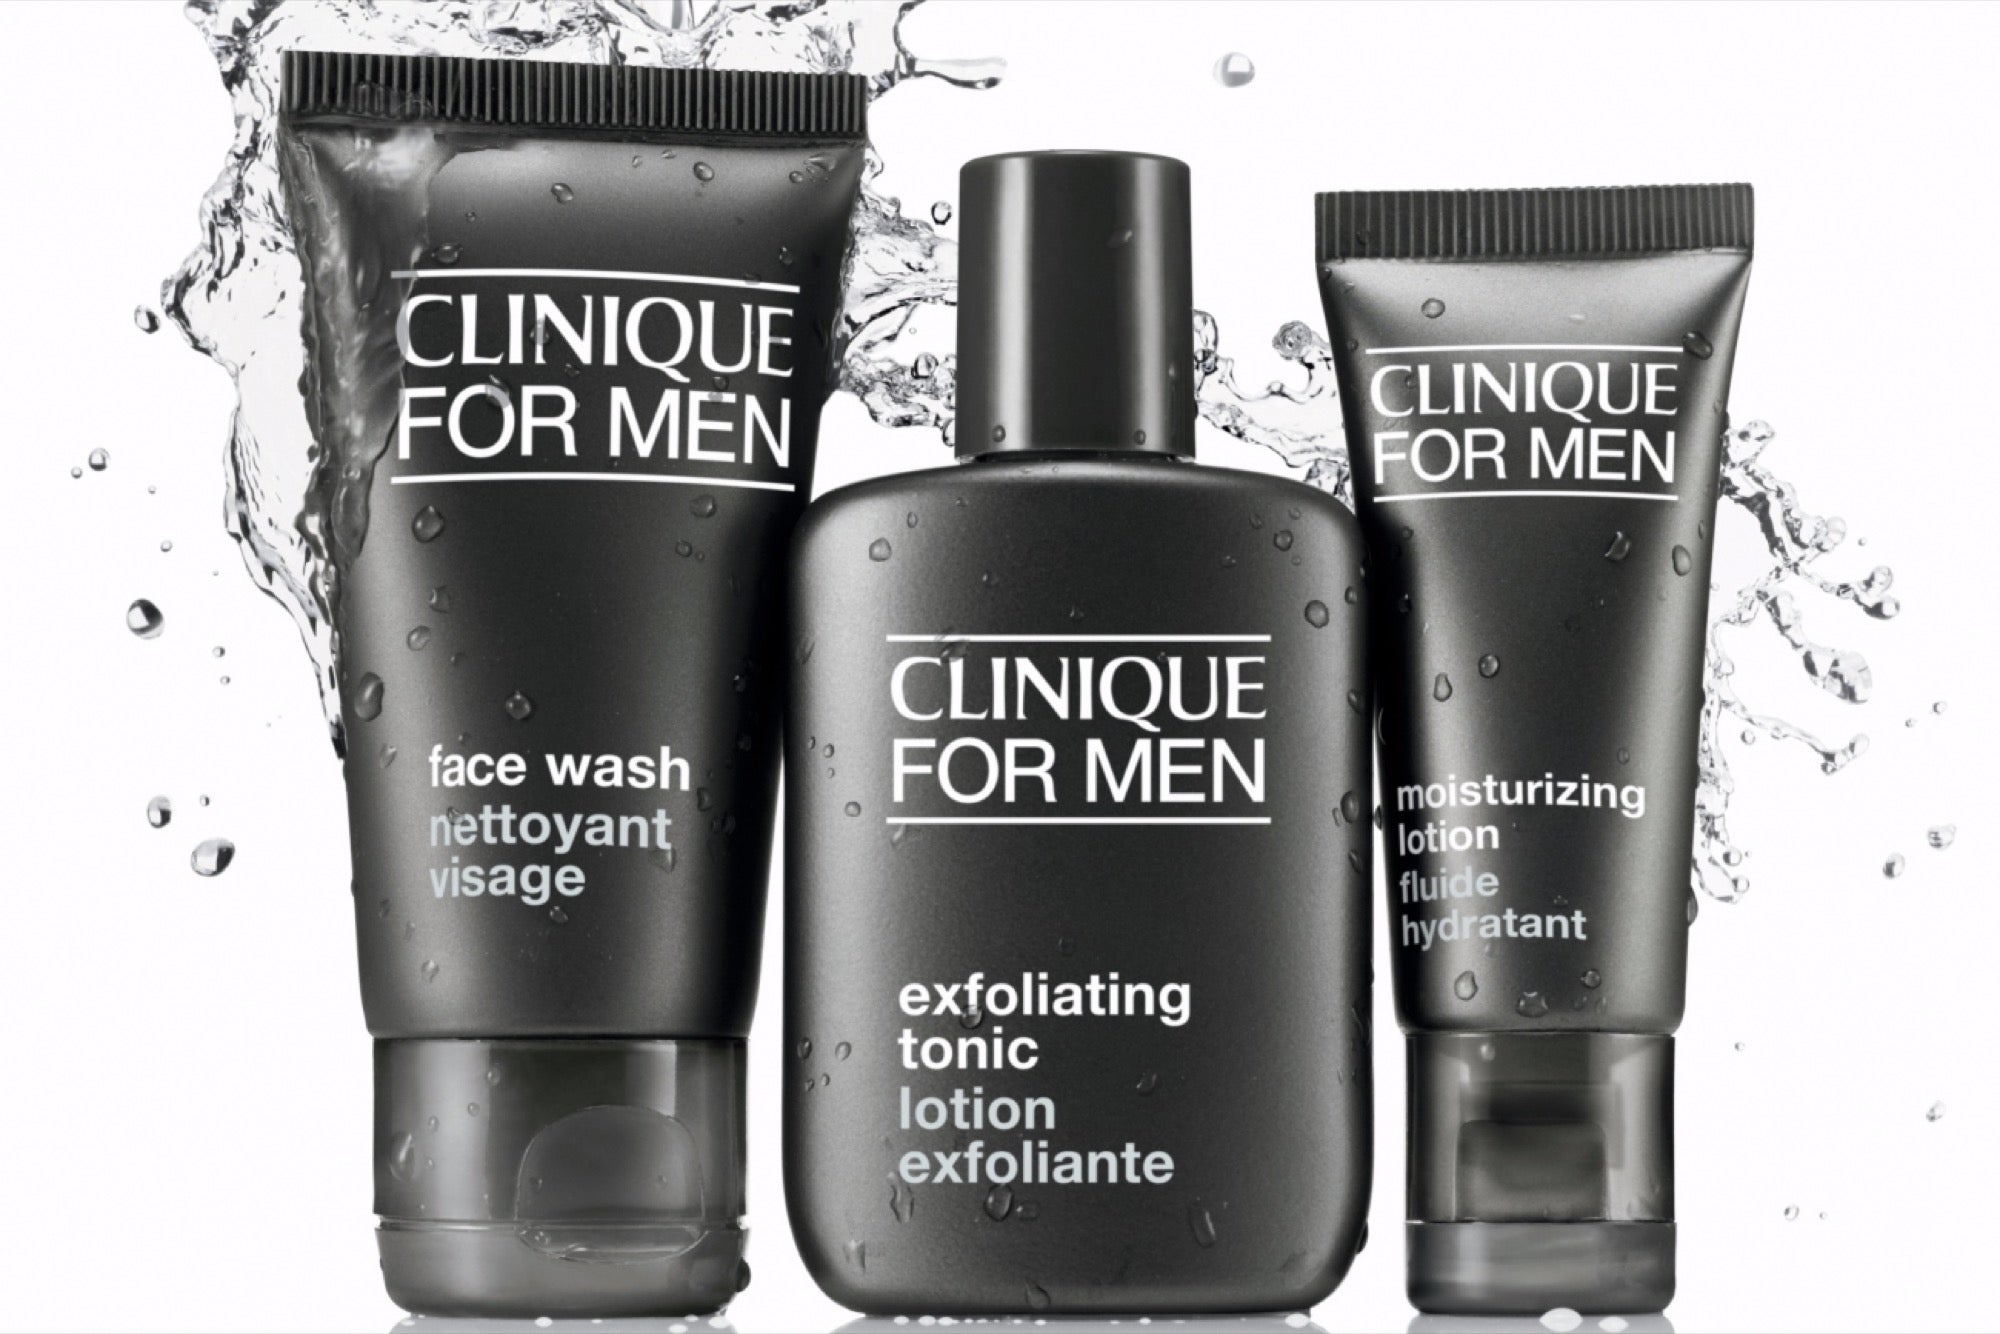 CLINIQUE
FOR MEN
face wash
nettoyant
visage
CLINIQUE
FOR MEN
exfoliating
tonic
lotion
exfoliante
CLINIQUE
FOR MEN
moisturizing
lotion
fluide
hydratant